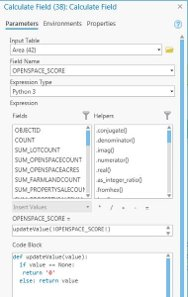 Calculate Field (38): Calculate Field
Parameters Environments Properties
Input Table
Area (42)
Field Name
OPENSPACE_SCORE
Expression Type
Python 3
Expression
Fields Helpers
OBJECTID .conjugate()
COUNT .denominator()
SUM_LOTCOUNT .imag()
SUM_OPENSPACECOUNT .numerator()
SUM_OPENSPACEACRES .real()
SUM_FARMLANDCOUNT .as_integer_ratio()
SUM_PROPERTYSALECOUNT .fromhex()
Insert Values * / + - =
OPENSPACE_SCORE =
updateValue(!OPENSPACE_SCORE!)
Code Block
def updateValue(value):
if value == None:
return "0"
else: return value